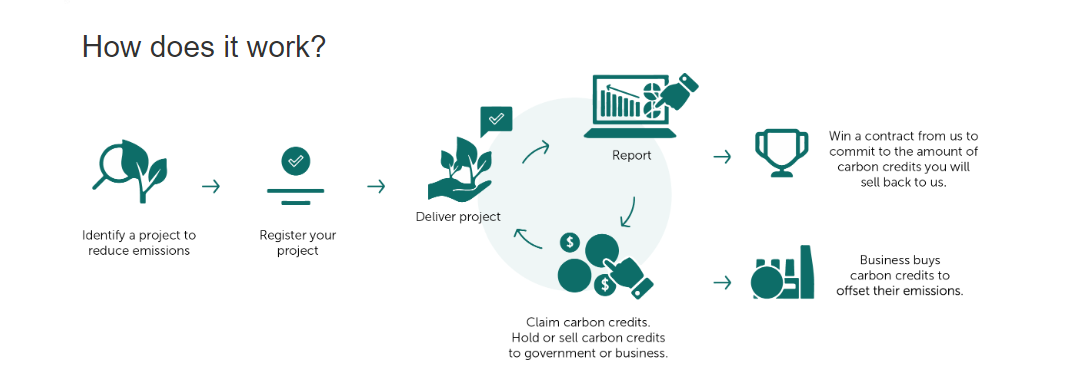 How does it work?
Identify a project to
reduce emissions
Register your
project
Deliver project
Report
Claim carbon credits.
Hold or sell carbon credits
to government or business.
$
$
Win a contract from us to
commit to the amount of
carbon credits you will
sell back to us.
Business buys
carbon credits to
offset their emissions.